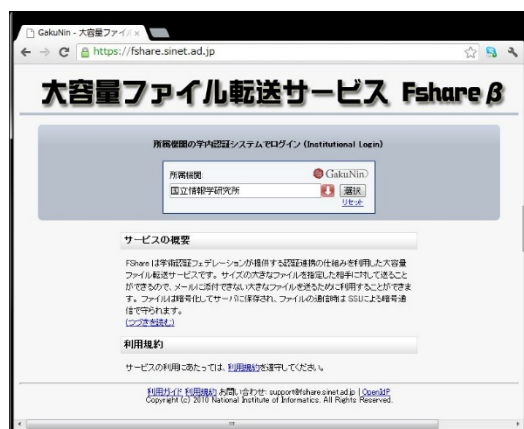 GakuNin - 大容量ファイル
https://fshare.sinet.ad.jp
大容量ファイル転送サービス Fshare β
所属機関の学内認証システムでログイン (Institutional Login)
所属機関
GakuNin
国立情報学研究所
選択
リセット
サービスの概要
FShare は学術認証フェデレーションが提供する認証連携の仕組みを利用した大容量
ファイル転送サービスです。サイズの大きなファイルを指定した相手に対して送ること
ができるので、メールに添付できない大きなファイルを送るために利用することができま
す。ファイルは暗号化してサーバに保存され、ファイルの通信時は SSLによる暗号通
信で守られます。
(つづきを読む)
利用規約
サービスの利用にあたっては、利用規約を遵守してください。
利用ガイド 利用規約 お問い合わせ: support@fshare.sinet.ad.jp | OpenIdP
Copyright (c) 2010 National Institute of Informatics. All Rights Reserved.